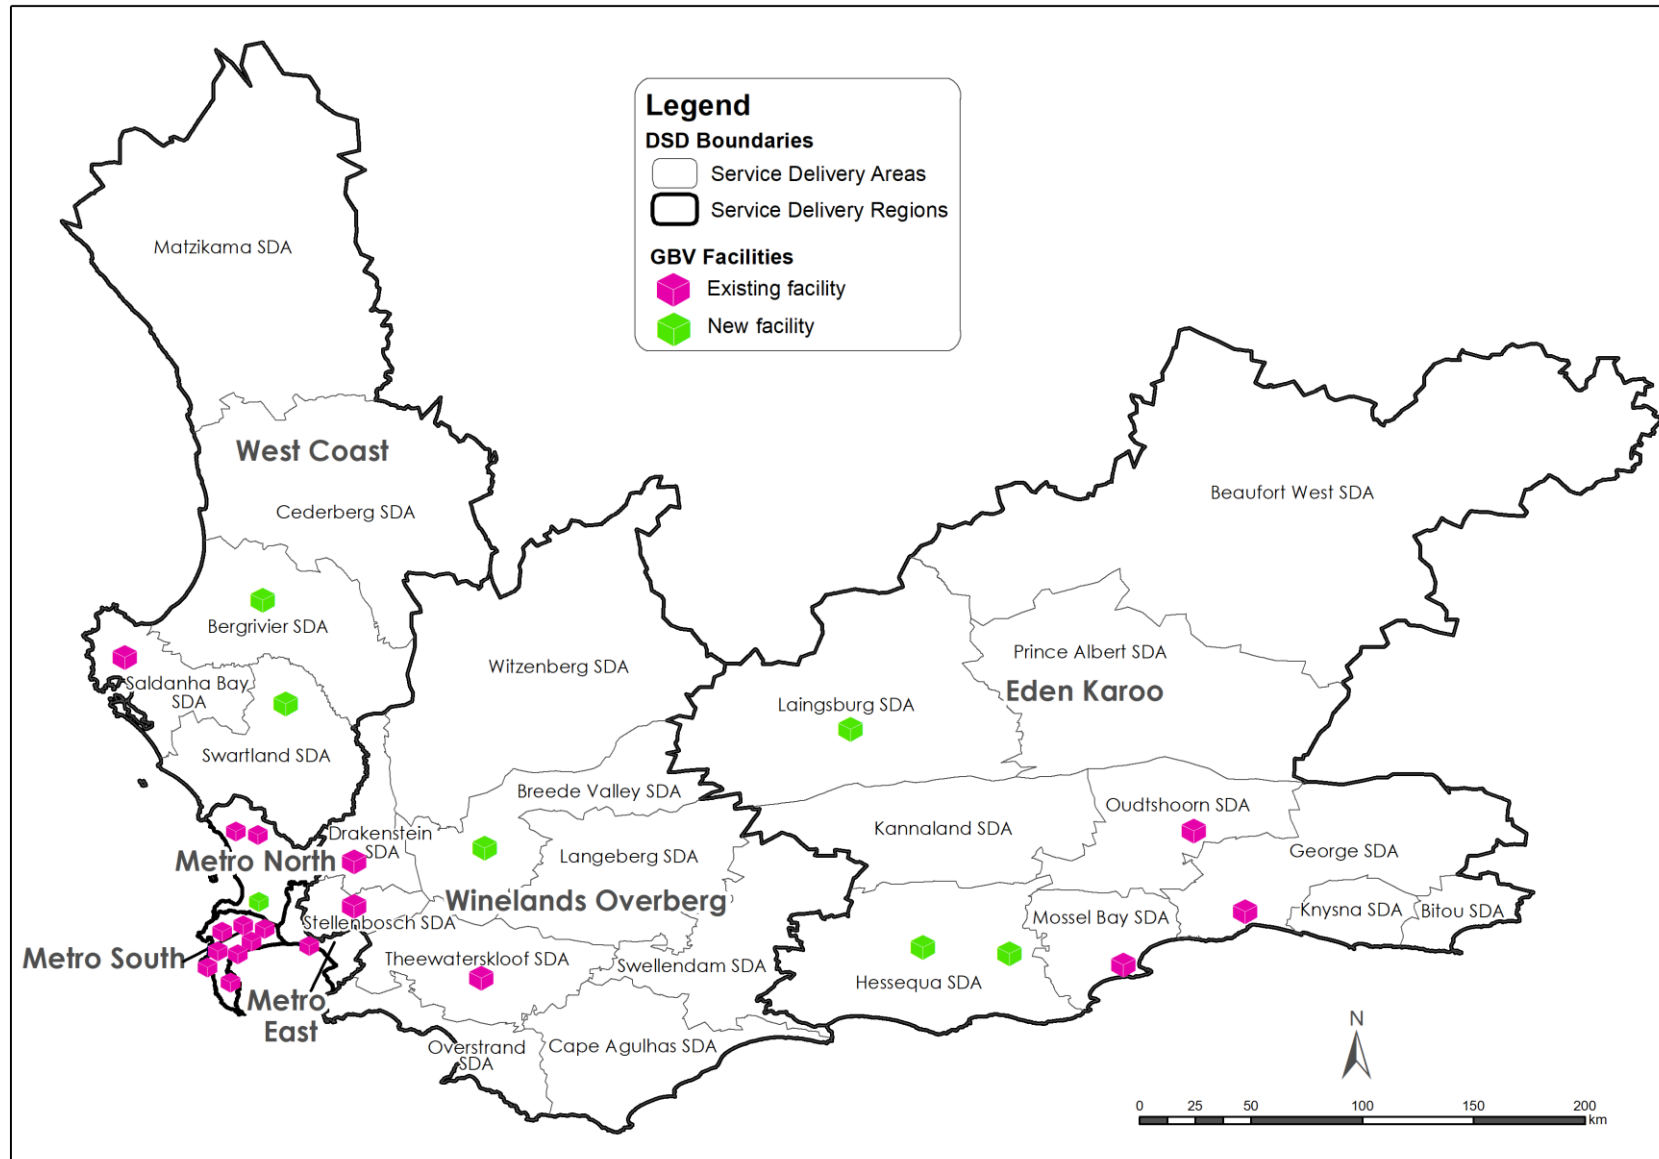 Legend
DSD Boundaries
Service Delivery Areas
Service Delivery Regions
GBV Facilities
Existing facility
New facility
Matzikama SDA
West Coast
Cederberg SDA
Beaufort West SDA
Bergrivier SDA
Prince Albert SDA
Witzenberg SDA
Saldanha Bay
SDA
Eden Karoo
Laingsburg SDA
Swartland SDA
Breede Valley SDA
Oudtshoorn SDA
Kannaland SDA
Drakenstein
SDA
Metro North
Langeberg SDA
George SDA
Winelands Overberg
Knysna SDA
Bitou SDA
Mossel Bay SDA
Stellenbosch SDA
Metro South
Theewaterskloof SDA
Swellendam SDA
Hessequa SDA
Metro
East
Overstrand
SDA
Cape Agulhas SDA
N
0 25 50 100 150 200
km